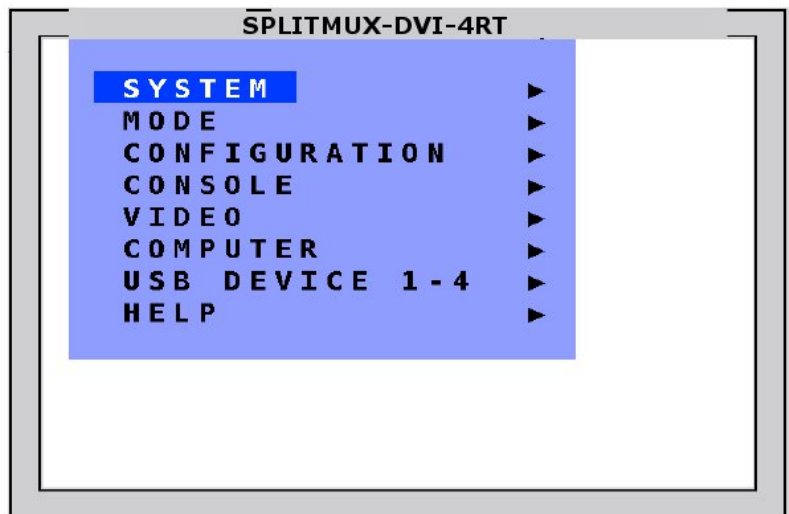 SPLITMUX-DVI-4RT
SYSTEM
MODE
CONFIGURATION
CONSOLE
VIDEO
COMPUTER
USB DEVICE 1-4
HELP